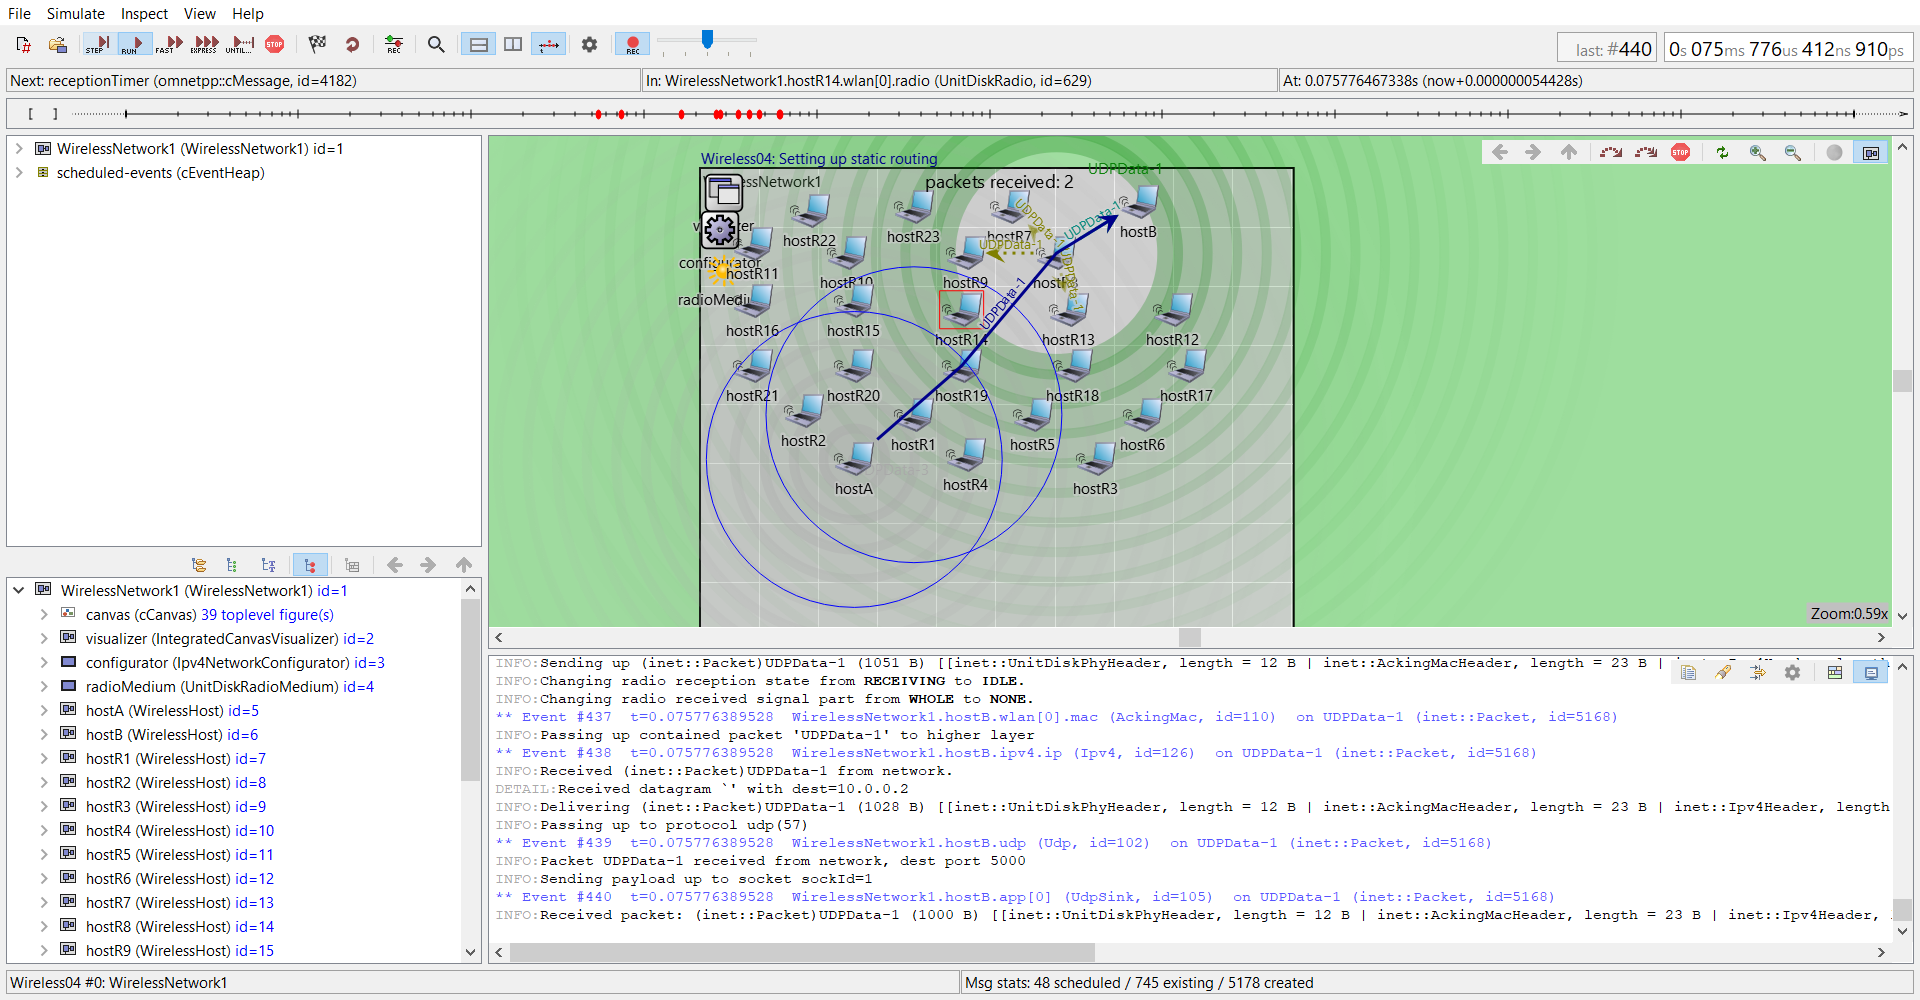 File Simulate Inspect View Help
STEP RUN FAST EXPRESS UNTIL... STOP REC REC
last: #440 0s 075ms 776us 412ns 910ps
Next: receptionTimer (omnetpp::cMessage, id=4182) In: WirelessNetwork1.hostR14.wlan[0].radio (UnitDiskRadio, id=629) At: 0.075776467338s (now+0.000000054428s)
[ ]
WirelessNetwork1 (WirelessNetwork1) id=1
scheduled-events (cEventHeap)
WirelessNetwork1 (WirelessNetwork1) id=1
canvas (cCanvas) 39 toplevel figure(s)
visualizer (IntegratedCanvasVisualizer) id=2
configurator (Ipv4NetworkConfigurator) id=3
radioMedium (UnitDiskRadioMedium) id=4
hostA (WirelessHost) id=5
hostB (WirelessHost) id=6
hostR1 (WirelessHost) id=7
hostR2 (WirelessHost) id=8
hostR3 (WirelessHost) id=9
hostR4 (WirelessHost) id=10
hostR5 (WirelessHost) id=11
hostR6 (WirelessHost) id=12
hostR7 (WirelessHost) id=13
hostR8 (WirelessHost) id=14
hostR9 (WirelessHost) id=15
Wireless04: Setting up static routing
UDPData-1
packets received: 2
STOP
hostR22
hostR23
hostR7
hostB
UDPData-1
UDPData-1
UDPData-1
UDPData-1
UDPData-1
configurator
hostR11
hostR10
hostR9
hostR16
hostR15
hostR14
hostR13
hostR12
hostR21
hostR20
hostR19
hostR18
hostR17
hostR2
hostR1
hostR5
hostR6
hostA
hostR4
hostR3
Zoom:0.59x
INFO:Sending up (inet::Packet)UDPData-1 (1051 B) [[inet::UnitDiskPhyHeader, length = 12 B | inet::AckingMacHeader, length = 23 B |
INFO:Changing radio reception state from RECEIVING to IDLE.
INFO:Changing radio received signal part from WHOLE to NONE.
** Event #437 t=0.075776389528 WirelessNetwork1.hostB.wlan[0].mac (AckingMac, id=110) on UDPData-1 (inet::Packet, id=5168)
INFO:Passing up contained packet 'UDPData-1' to higher layer
** Event #438 t=0.075776389528 WirelessNetwork1.hostB.ipv4.ip (Ipv4, id=126) on UDPData-1 (inet::Packet, id=5168)
INFO:Received (inet::Packet)UDPData-1 from network.
DETAIL:Received datagram `' with dest=10.0.0.2
INFO:Delivering (inet::Packet)UDPData-1 (1028 B) [[inet::UnitDiskPhyHeader, length = 12 B | inet::AckingMacHeader, length = 23 B | inet::Ipv4Header, length
INFO:Passing up to protocol udp(57)
** Event #439 t=0.075776389528 WirelessNetwork1.hostB.udp (Udp, id=102) on UDPData-1 (inet::Packet, id=5168)
INFO:Packet UDPData-1 received from network, dest port 5000
INFO:Sending payload up to socket sockId=1
** Event #440 t=0.075776389528 WirelessNetwork1.hostB.app[0] (UdpSink, id=105) on UDPData-1 (inet::Packet, id=5168)
INFO:Received packet: (inet::Packet)UDPData-1 (1000 B) [[inet::UnitDiskPhyHeader, length = 12 B | inet::AckingMacHeader, length = 23 B | inet::Ipv4Header,
Wireless04 #0: WirelessNetwork1 Msg stats: 48 scheduled / 745 existing / 5178 created